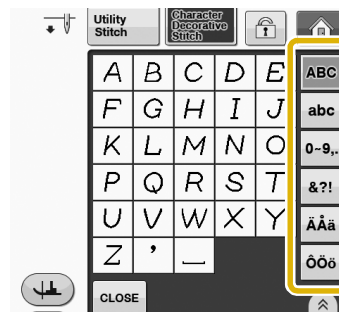 Utility Stitch
Character Decorative Stitch
A B C D E
F G H I J
K L M N O
P Q R S T
U V W X Y
Z ’ _
ABC
abc
0~9,.
&?!
ÄÅä
ÔÖö
CLOSE